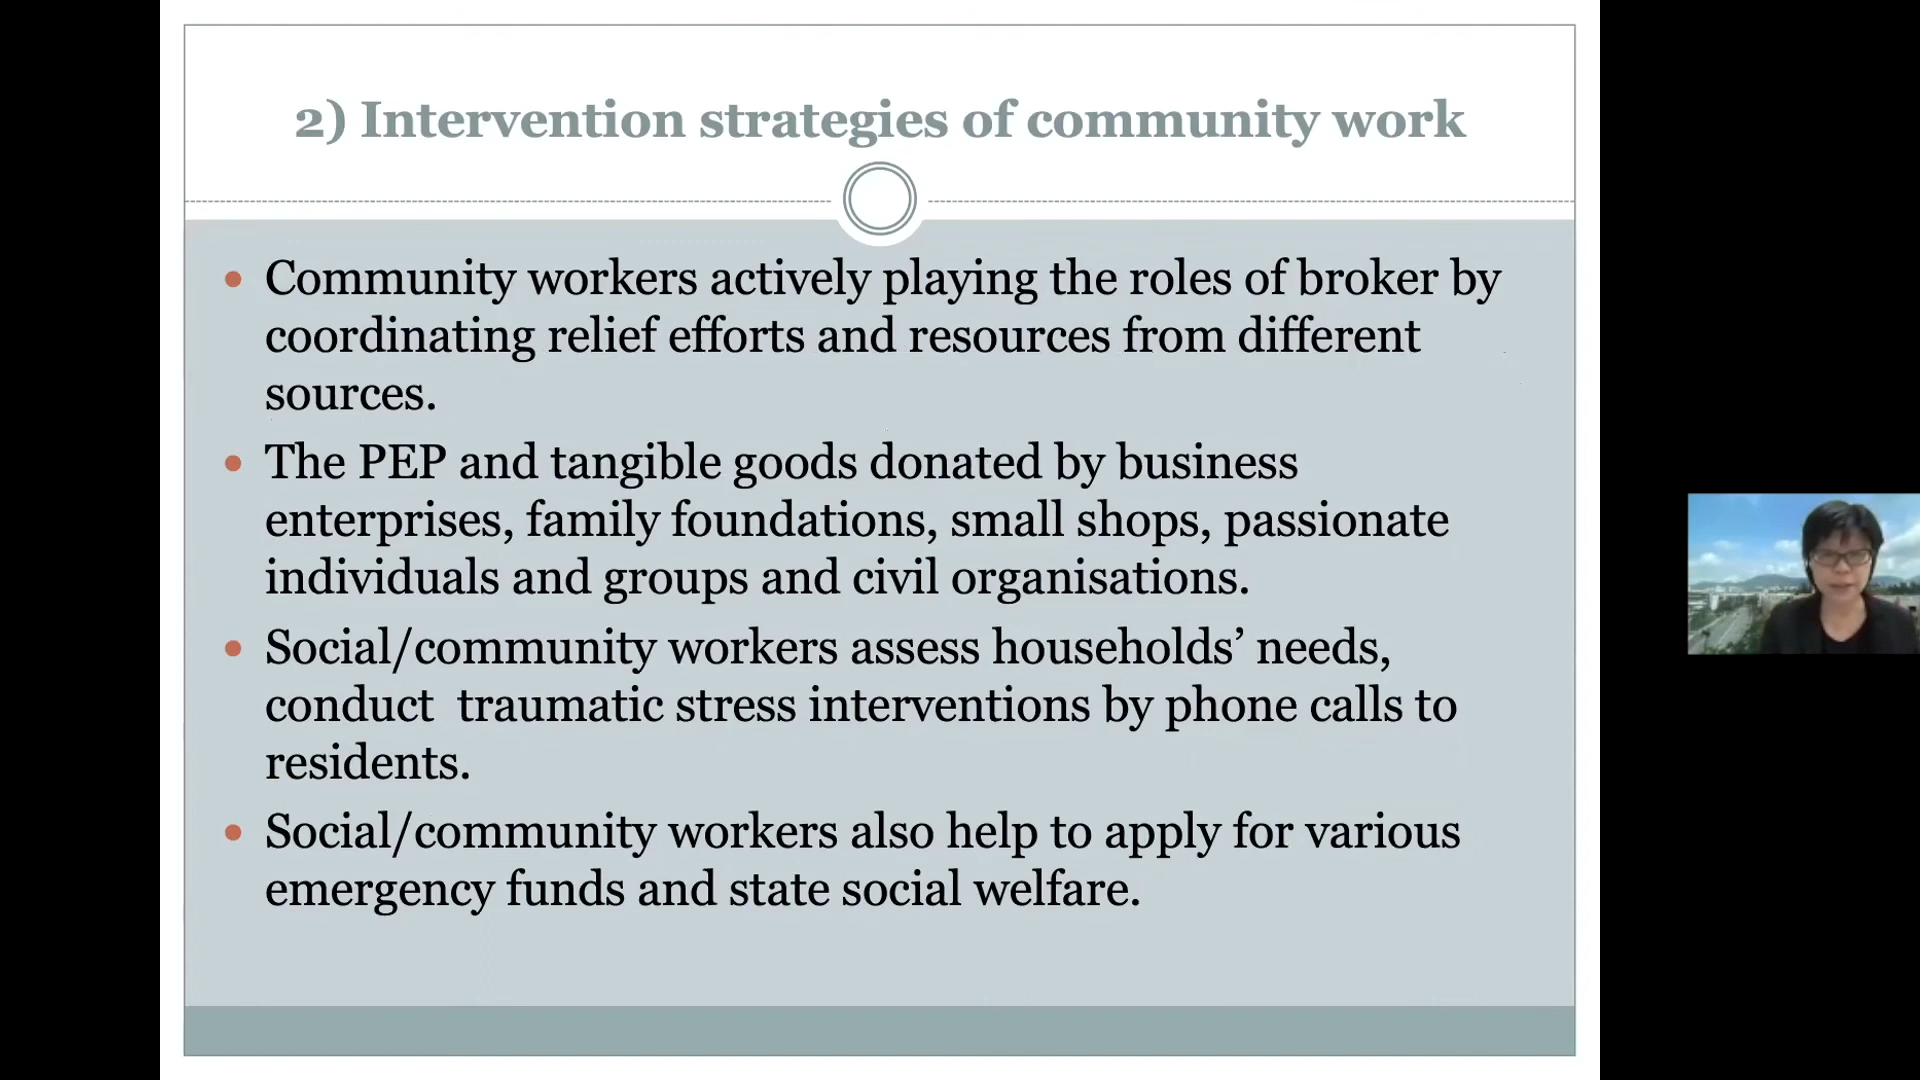 2) Intervention strategies of community work
• Community workers actively playing the roles of broker by
coordinating relief efforts and resources from different
sources.
• The PEP and tangible goods donated by business
enterprises, family foundations, small shops, passionate
individuals and groups and civil organisations.
• Social/community workers assess households’ needs,
conduct  traumatic stress interventions by phone calls to
residents.
• Social/community workers also help to apply for various
emergency funds and state social welfare.